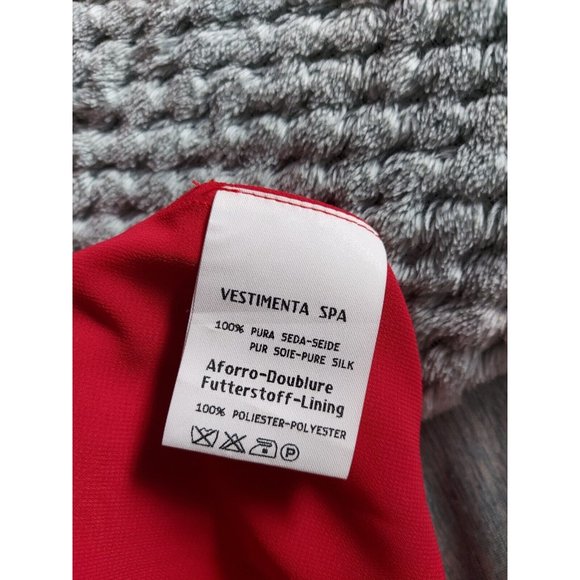 VESTIMENTA SPA
100% PURA SEDA-SEIDE
PUR SOIE-PURE SILK
Aforro-Doublure
Futterstoff-Lining
100% POLIESTER-POLYESTER
P